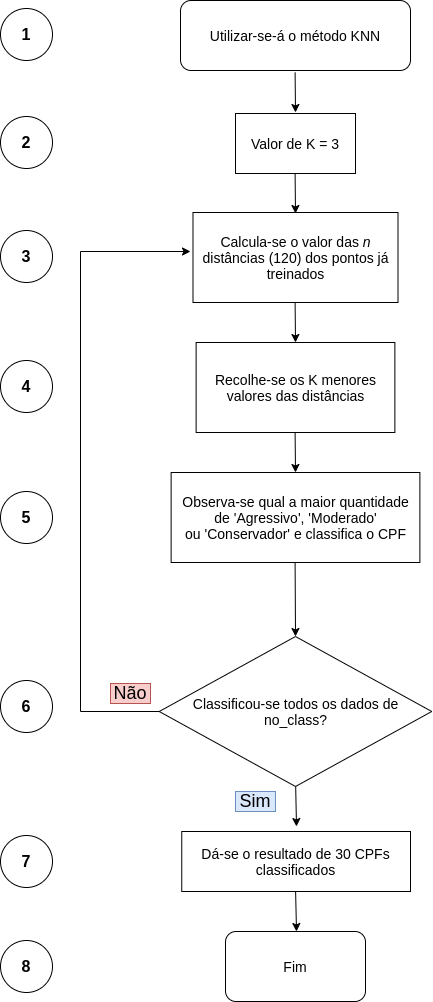 1
Utilizar-se-á o método KNN
2
Valor de K = 3
3
Calcula-se o valor das n
distâncias (120) dos pontos já
treinados
4
Recolhe-se os K menores
valores das distâncias
5
Observa-se qual a maior quantidade
de 'Agressivo', 'Moderado'
ou 'Conservador' e classifica o CPF
6
Não
Classificou-se todos os dados de
no_class?
Sim
7
Dá-se o resultado de 30 CPFs
classificados
8
Fim